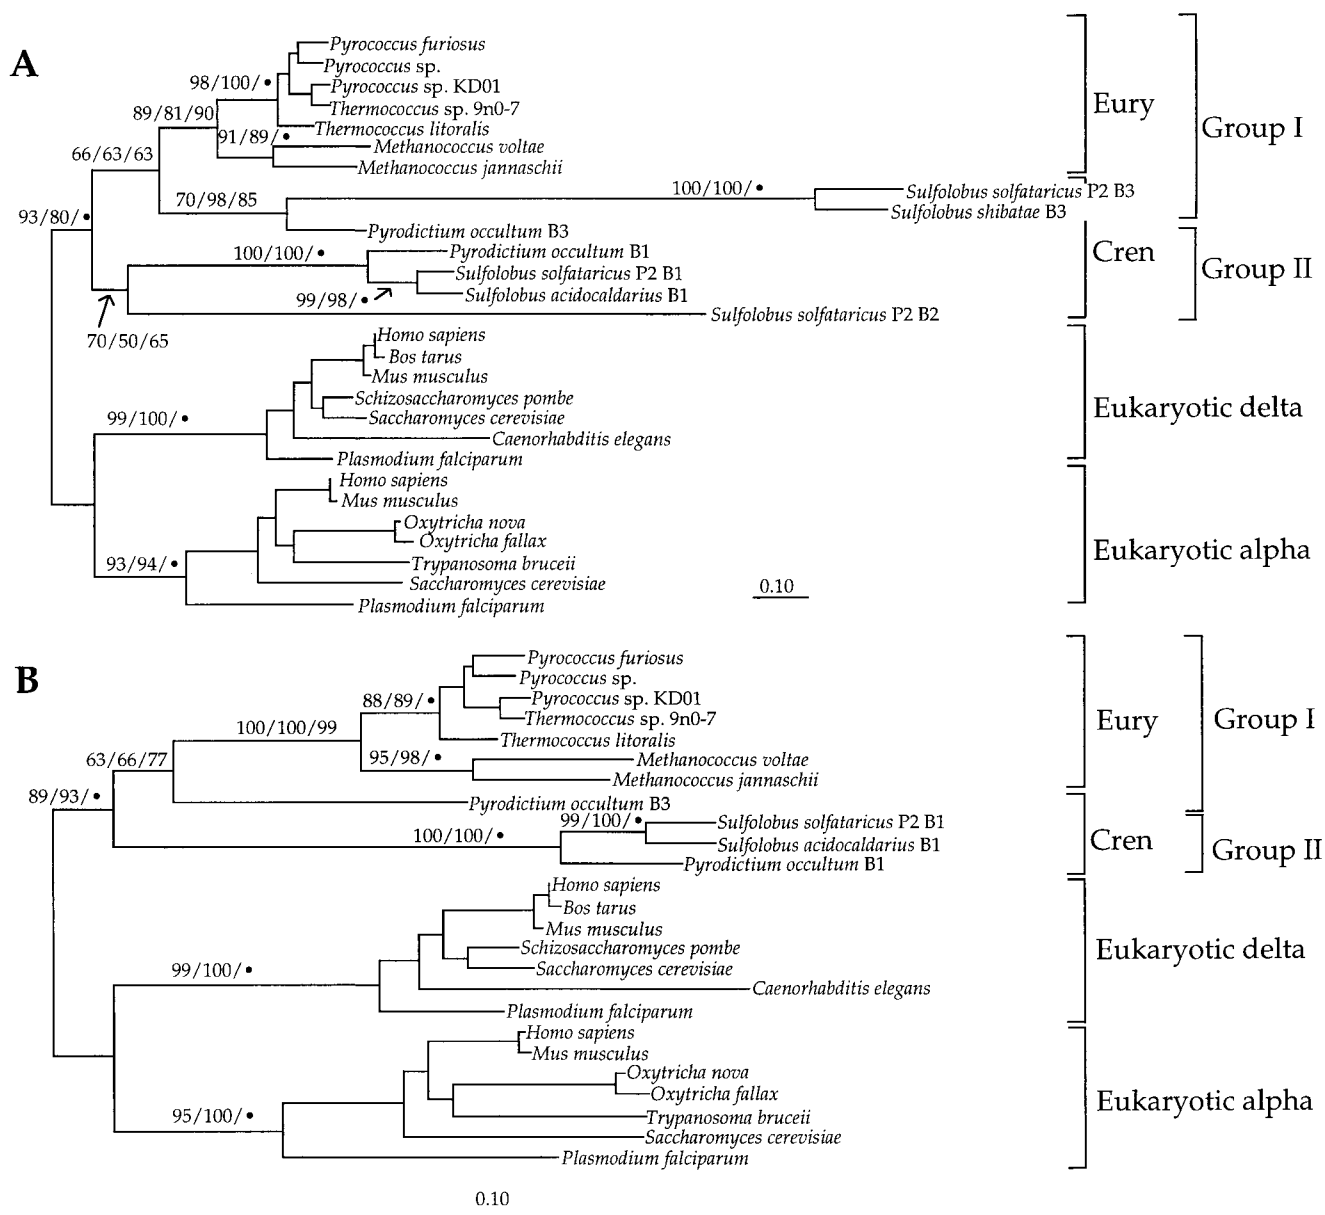 A
Pyrococcus furiosus
Pyrococcus sp.
98/100/•
Pyrococcus sp. KD01
Thermococcus sp. 9n0-7
Eury
89/81/90
Thermococcus litoralis
Group I
91/89/•
Methanococcus voltae
66/63/63
Methanococcus jannaschii
100/100/•
Sulfolobus solfataricus P2 B3
70/98/85
Sulfolobus shibatae B3
93/80/•
Pyrodictium occultum B3
100/100/•
Pyrodictium occultum B1
Cren
Sulfolobus solfataricus P2 B1
Group II
99/98/•
Sulfolobus acidocaldarius B1
Sulfolobus solfataricus P2 B2
70/50/65
Homo sapiens
Bos tarus
Mus musculus
Schizosaccharomyces pombe
Eukaryotic delta
99/100/•
Saccharomyces cerevisiae
Caenorhabditis elegans
Plasmodium falciparum
Homo sapiens
Mus musculus
Oxytricha nova
Oxytricha fallax
Eukaryotic alpha
93/94/•
Trypanosoma bruceii
Saccharomyces cerevisiae
0.10
Plasmodium falciparum
B
Pyrococcus furiosus
Pyrococcus sp.
88/89/•
Pyrococcus sp. KD01
Thermococcus sp. 9n0-7
Eury
Group I
100/100/99
Thermococcus litoralis
63/66/77
95/98/•
Methanococcus voltae
Methanococcus jannaschii
89/93/•
Pyrodictium occultum B3
99/100/•
Sulfolobus solfataricus P2 B1
100/100/•
Sulfolobus acidocaldarius B1
Cren
Group II
Pyrodictium occultum B1
Homo sapiens
Bos tarus
Mus musculus
Schizosaccharomyces pombe
Eukaryotic delta
99/100/•
Saccharomyces cerevisiae
Caenorhabditis elegans
Plasmodium falciparum
Homo sapiens
Mus musculus
Oxytricha nova
Oxytricha fallax
Eukaryotic alpha
95/100/•
Trypanosoma bruceii
Saccharomyces cerevisiae
Plasmodium falciparum
0.10